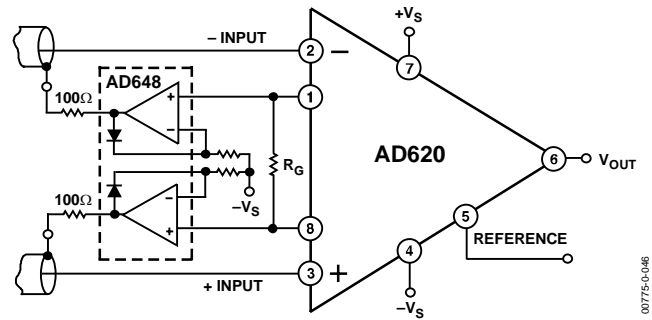 – INPUT
+VS
AD648
100Ω
+
–
2
–
7
1
RG
AD620
6
VOUT
–VS
100Ω
–
+
8
5
REFERENCE
4
3
+
+ INPUT
–VS
00775-0-046